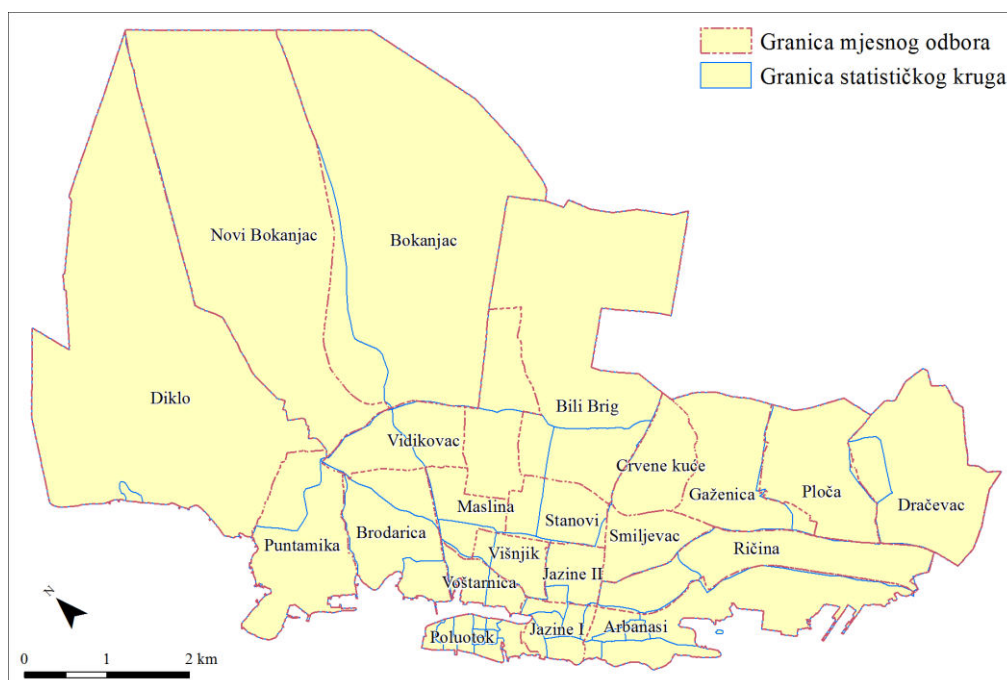 Granica mjesnog odbora
Granica statističkog kruga
Novi Bokanjac
Bokanjac
Diklo
Bili Brig
Vidikovac
Crvene kuće
Gaženica
Ploča
Dračevac
Maslina
Stanovi
Smiljevac
Ričina
Puntamika
Brodarica
Višnjik
Voštarnica
Jazine II
Poluotok
Jazine I
Arbanasi
N
0 1 2 km